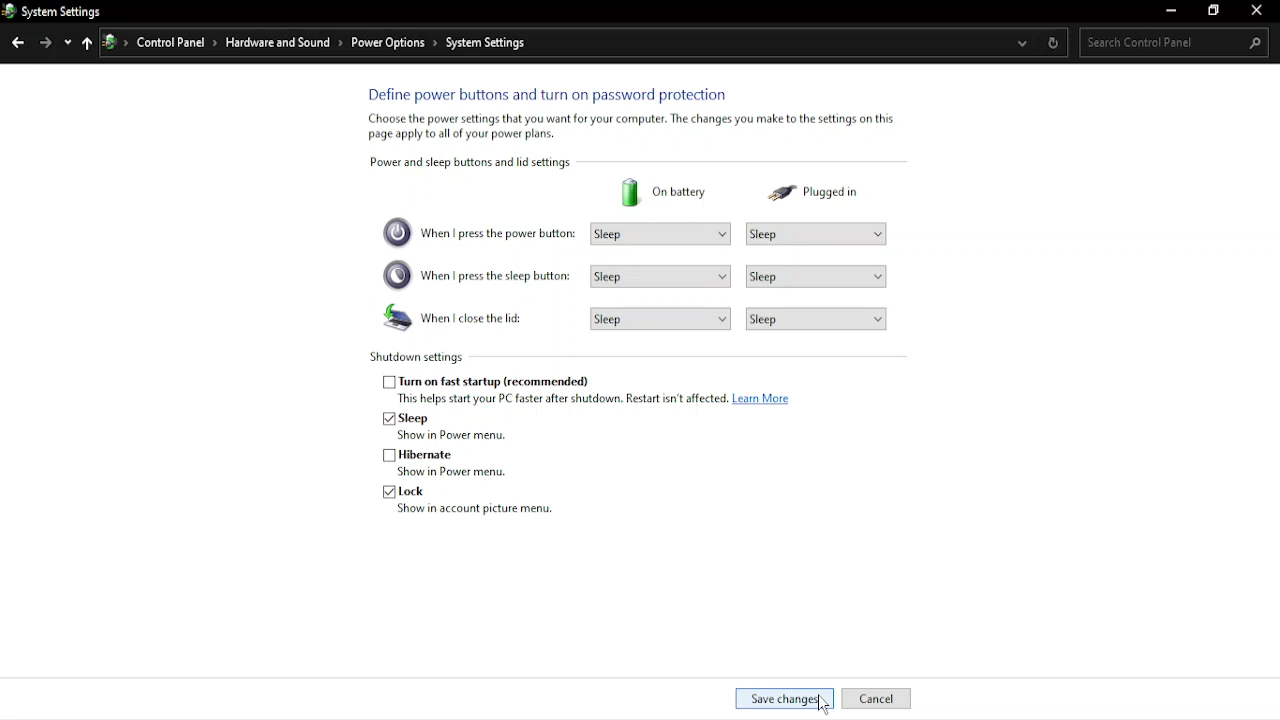 System Settings
Control Panel › Hardware and Sound › Power Options › System Settings
Search Control Panel
Define power buttons and turn on password protection
Choose the power settings that you want for your computer. The changes you make to the settings on this
page apply to all of your power plans.
Power and sleep buttons and lid settings
On battery Plugged in
When I press the power button: Sleep Sleep
When I press the sleep button: Sleep Sleep
When I close the lid: Sleep Sleep
Shutdown settings
Turn on fast startup (recommended)
This helps start your PC faster after shutdown. Restart isn't affected. Learn More
Sleep
Show in Power menu.
Hibernate
Show in Power menu.
Lock
Show in account picture menu.
Save changes Cancel